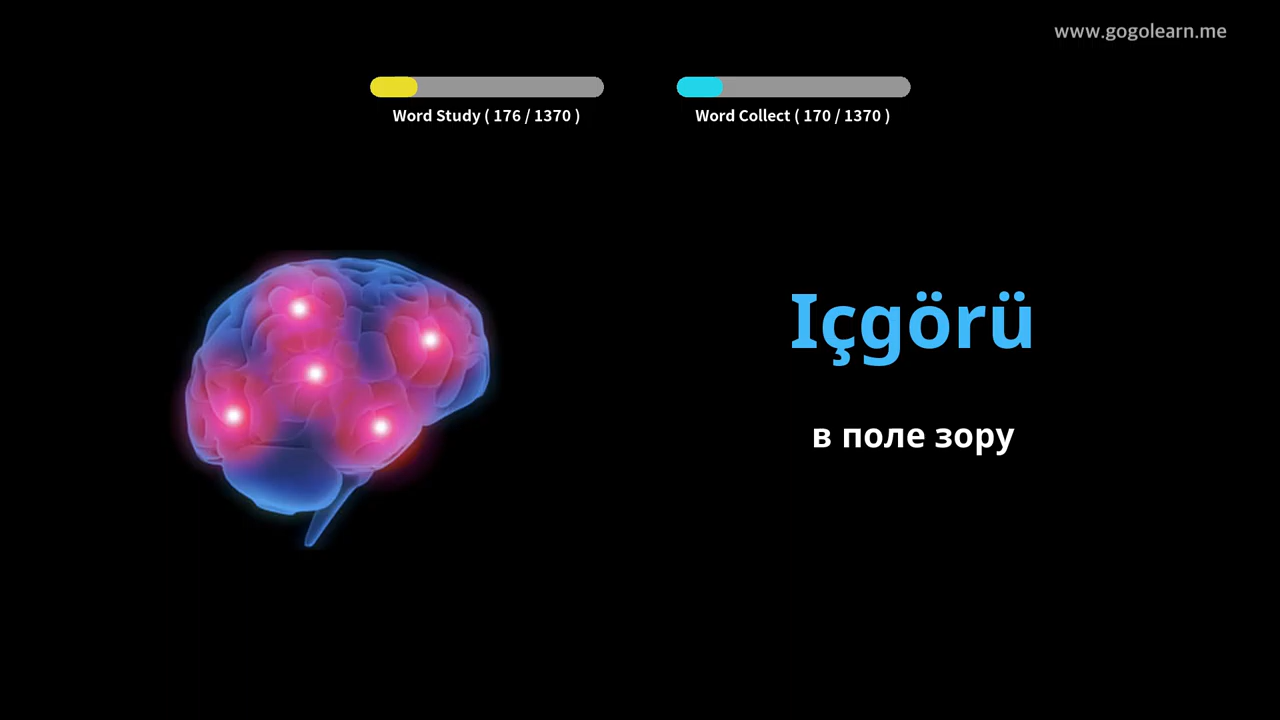 www.gogolearn.me
Word Study ( 176 / 1370 )
Word Collect ( 170 / 1370 )
Içgörü
в поле зору